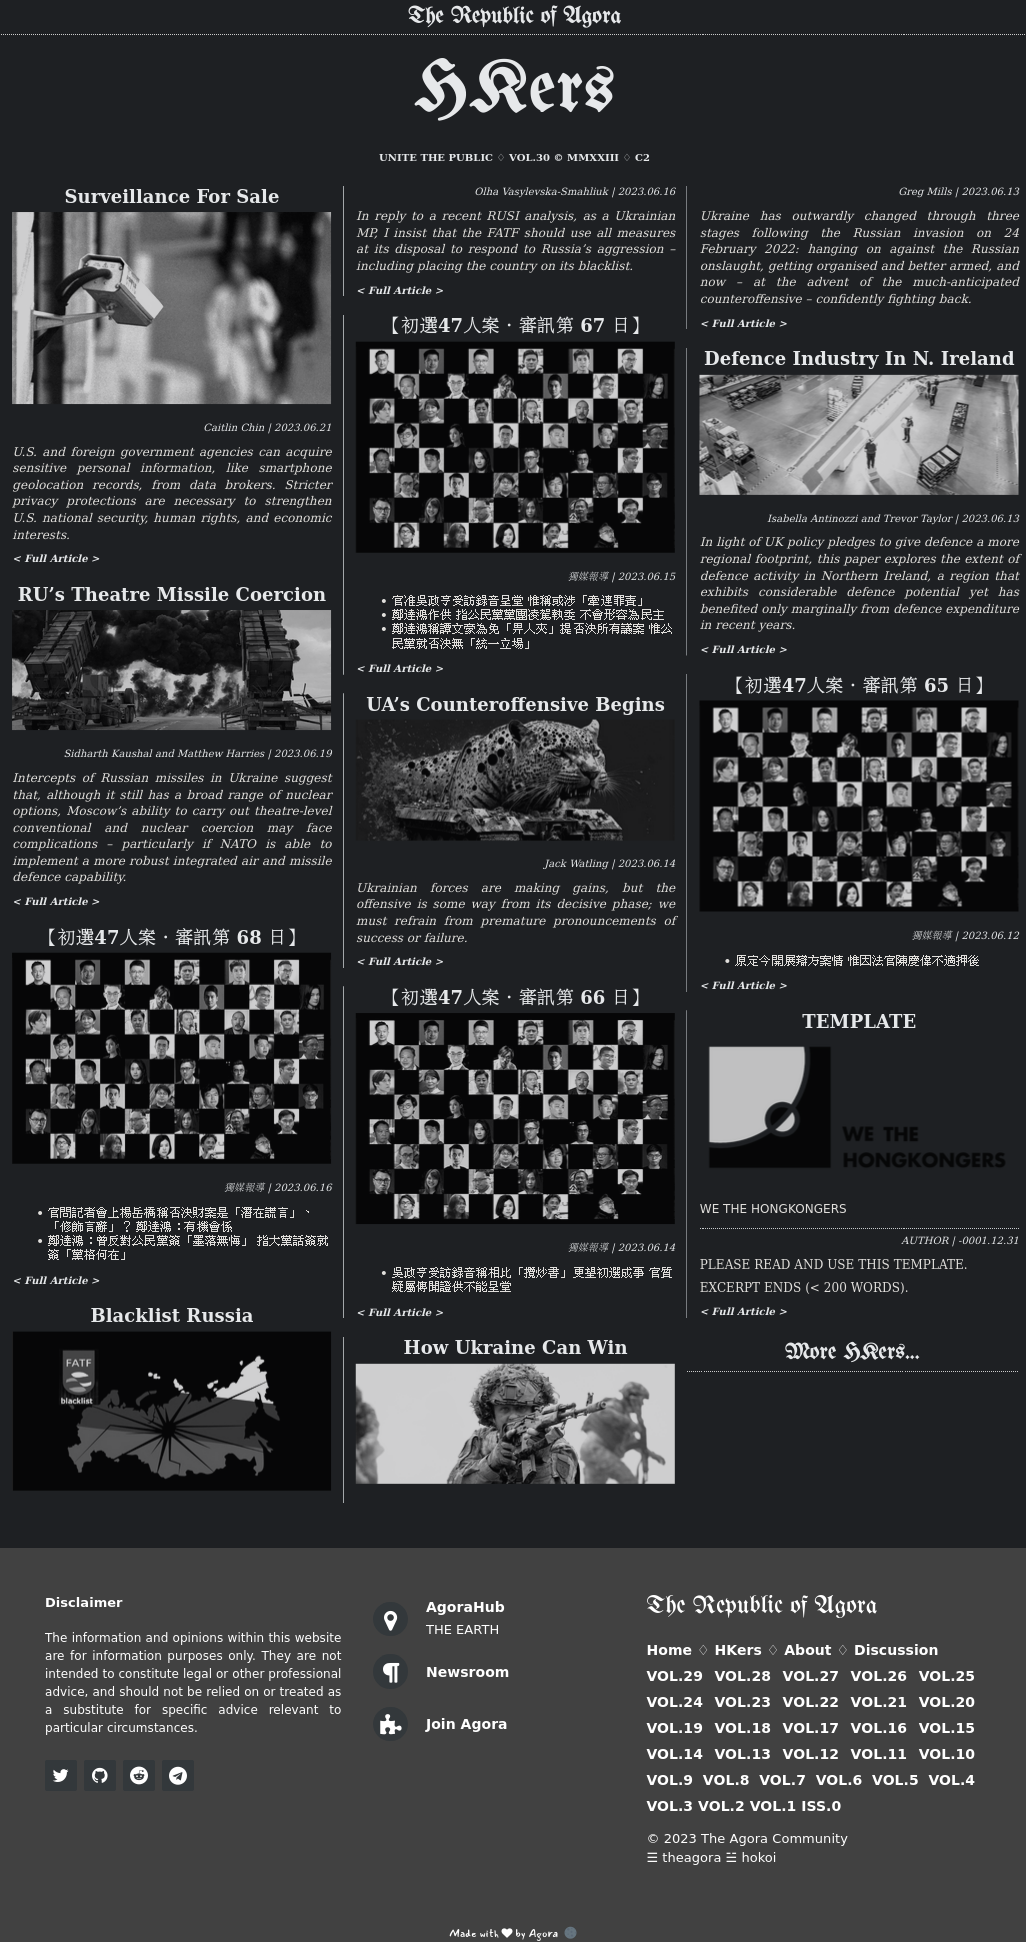 The Republic of Agora
HKers
UNITE THE PUBLIC ♢ VOL.30 © MMXXIII ♢ C2
Surveillance For Sale
Caitlin Chin | 2023.06.21
U.S. and foreign government agencies can acquire
sensitive personal information, like smartphone
geolocation records, from data brokers. Stricter
privacy protections are necessary to strengthen
U.S. national security, human rights, and economic
interests.
< Full Article >
RU’s Theatre Missile Coercion
Sidharth Kaushal and Matthew Harries | 2023.06.19
Intercepts of Russian missiles in Ukraine suggest
that, although it still has a broad range of nuclear
options, Moscow’s ability to carry out theatre-level
conventional and nuclear coercion may face
complications – particularly if NATO is able to
implement a more robust integrated air and missile
defence capability.
< Full Article >
【初選47人案・審訊第 68 日】
獨媒報導 | 2023.06.16
官問記者會上楊岳橋稱否決財案是「潛在謊言」、
「修飾言辭」？鄭達鴻：有機會係
鄭達鴻：曾反對公民黨簽「墨落無悔」 指大黨話簽就
簽「黨格何在」
< Full Article >
Blacklist Russia
FATF
blacklist
Olha Vasylevska-Smahliuk | 2023.06.16
In reply to a recent RUSI analysis, as a Ukrainian
MP, I insist that the FATF should use all measures
at its disposal to respond to Russia’s aggression –
including placing the country on its blacklist.
< Full Article >
【初選47人案・審訊第 67 日】
獨媒報導 | 2023.06.15
官准吳政亨受訪錄音呈堂 惟稱或涉「牽連罪責」
鄭達鴻作供 指公民黨黨團凌駕執委 不會形容為民主
鄭達鴻稱譚文豪為免「畀人夾」提否決所有議案 惟公
民黨就否決無「統一立場」
< Full Article >
UA’s Counteroffensive Begins
Jack Watling | 2023.06.14
Ukrainian forces are making gains, but the
offensive is some way from its decisive phase; we
must refrain from premature pronouncements of
success or failure.
< Full Article >
【初選47人案・審訊第 66 日】
獨媒報導 | 2023.06.14
吳政亨受訪錄音稱相比「攬炒書」更望初選成事 官質
疑屬傳聞證供不能呈堂
< Full Article >
How Ukraine Can Win
Greg Mills | 2023.06.13
Ukraine has outwardly changed through three
stages following the Russian invasion on 24
February 2022: hanging on against the Russian
onslaught, getting organised and better armed, and
now – at the advent of the much-anticipated
counteroffensive – confidently fighting back.
< Full Article >
Defence Industry In N. Ireland
Isabella Antinozzi and Trevor Taylor | 2023.06.13
In light of UK policy pledges to give defence a more
regional footprint, this paper explores the extent of
defence activity in Northern Ireland, a region that
exhibits considerable defence potential yet has
benefited only marginally from defence expenditure
in recent years.
< Full Article >
【初選47人案・審訊第 65 日】
獨媒報導 | 2023.06.12
原定今開展辯方案情 惟因法官陳慶偉不適押後
< Full Article >
TEMPLATE
WE THE
HONGKONGERS
WE THE HONGKONGERS
AUTHOR | -0001.12.31
PLEASE READ AND USE THIS TEMPLATE.
EXCERPT ENDS (< 200 WORDS).
< Full Article >
More HKers...
Disclaimer
The information and opinions within this website
are for information purposes only. They are not
intended to constitute legal or other professional
advice, and should not be relied on or treated as
a substitute for specific advice relevant to
particular circumstances.
AgoraHub
THE EARTH
Newsroom
Join Agora
The Republic of Agora
Home ♢ HKers ♢ About ♢ Discussion
VOL.29 VOL.28 VOL.27 VOL.26 VOL.25
VOL.24 VOL.23 VOL.22 VOL.21 VOL.20
VOL.19 VOL.18 VOL.17 VOL.16 VOL.15
VOL.14 VOL.13 VOL.12 VOL.11 VOL.10
VOL.9 VOL.8 VOL.7 VOL.6 VOL.5 VOL.4
VOL.3 VOL.2 VOL.1 ISS.0
© 2023 The Agora Community
☰ theagora ☱ hokoi
Made with ♥ by Agora